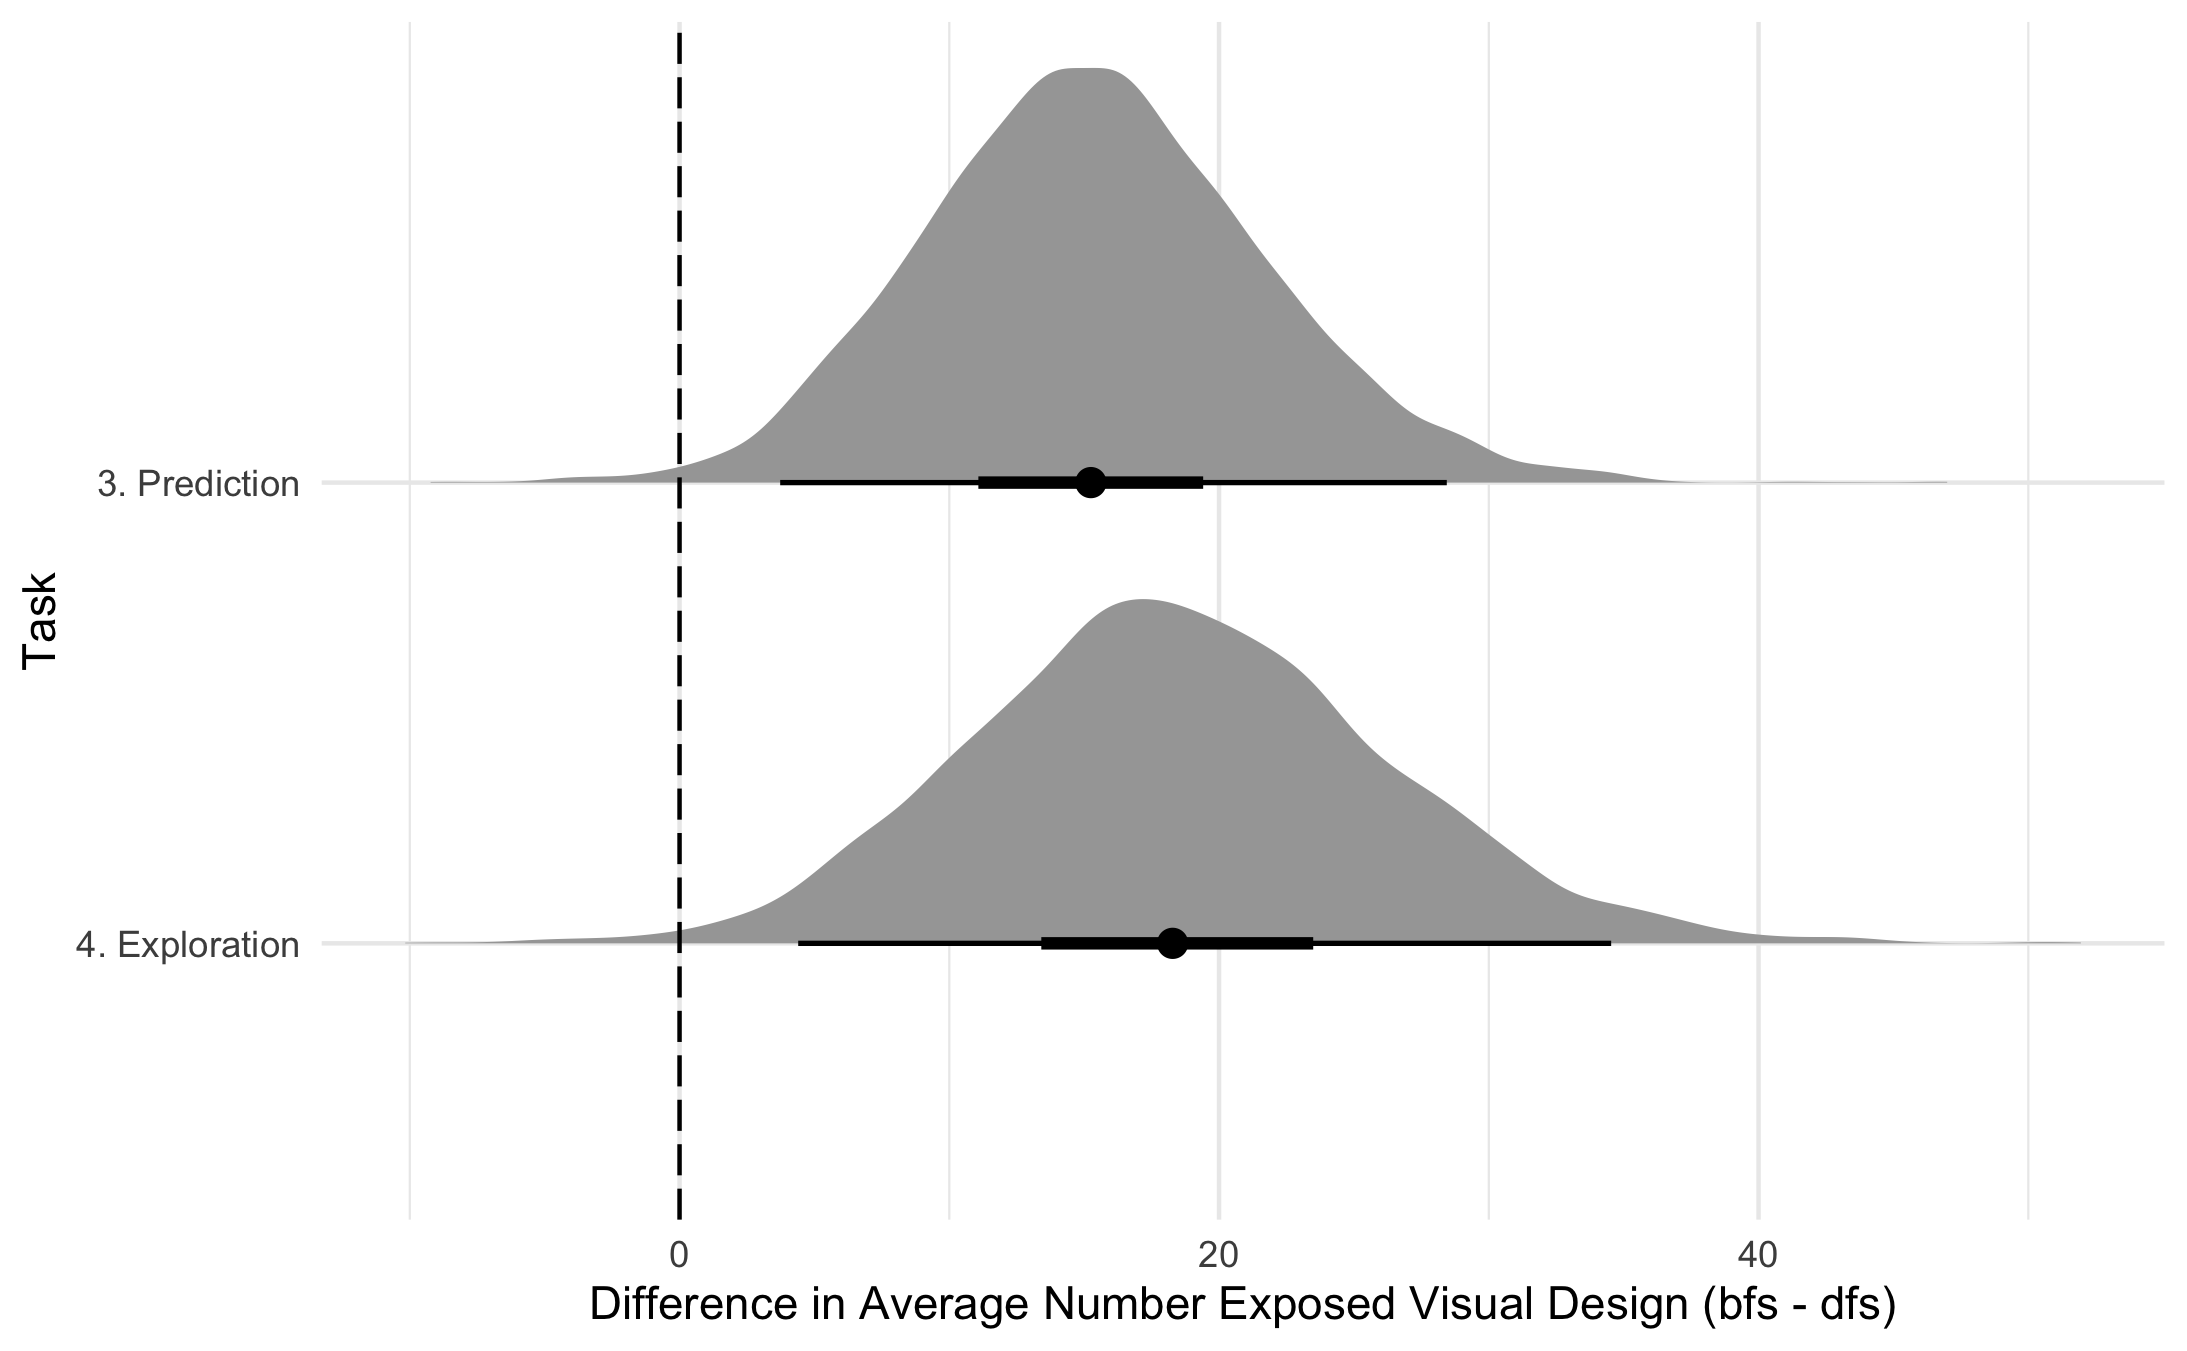 Task
3. Prediction
4. Exploration
0 20 40
Difference in Average Number Exposed Visual Design (bfs - dfs)